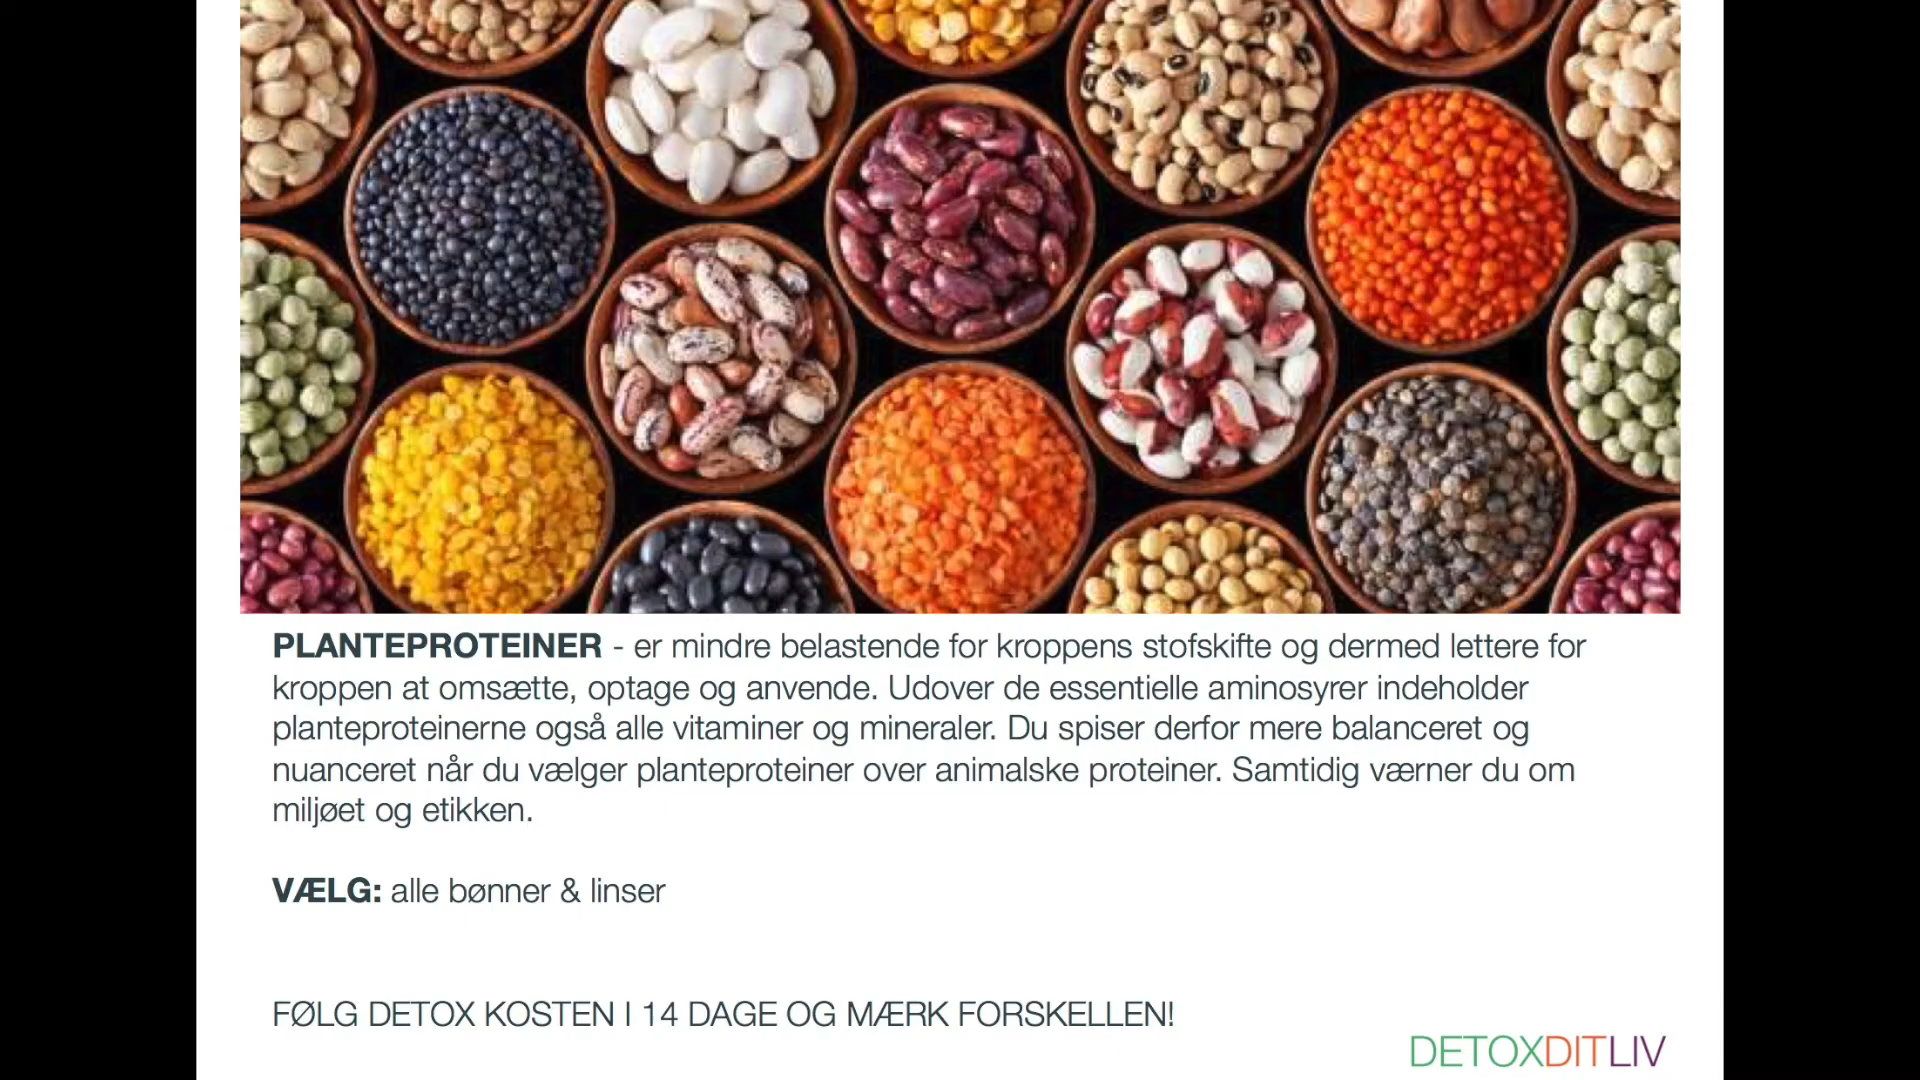 PLANTEPROTEINER - er mindre belastende for kroppens stofskifte og dermed lettere for
kroppen at omsætte, optage og anvende. Udover de essentielle aminosyrer indeholder
planteproteinerne også alle vitaminer og mineraler. Du spiser derfor mere balanceret og
nuanceret når du vælger planteproteiner over animalske proteiner. Samtidig værner du om
miljøet og etikken.
VÆLG: alle bønner & linser
FØLG DETOX KOSTEN I 14 DAGE OG MÆRK FORSKELLEN!
DETOXDITLIV